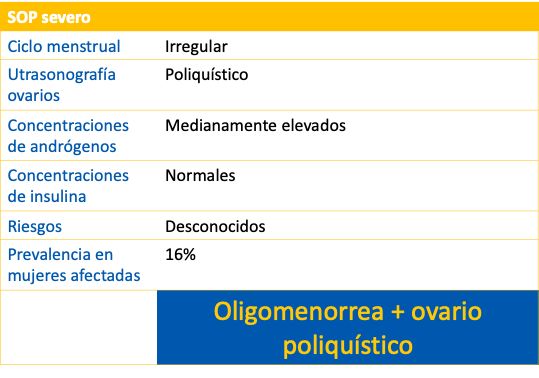 SOP severo
Ciclo menstrual Irregular
Utrasonografía Poliquístico
ovarios
Concentraciones Medianamente elevados
de andrógenos
Concentraciones Normales
de insulina
Riesgos Desconocidos
Prevalencia en 16%
mujeres afectadas
Oligomenorrea + ovario
poliquístico